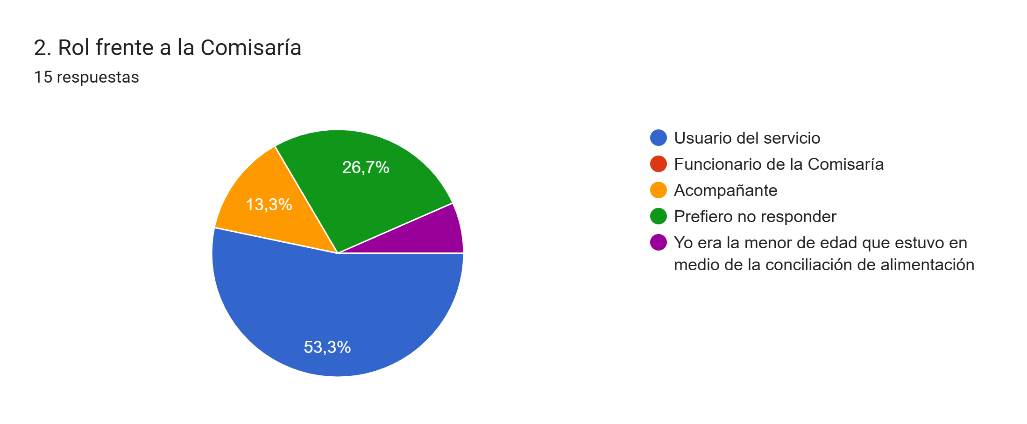 2. Rol frente a la Comisaría
15 respuestas
26,7%
13,3%
53,3%
Usuario del servicio
Funcionario de la Comisaría
Acompañante
Prefiero no responder
Yo era la menor de edad que estuvo en
medio de la conciliación de alimentación